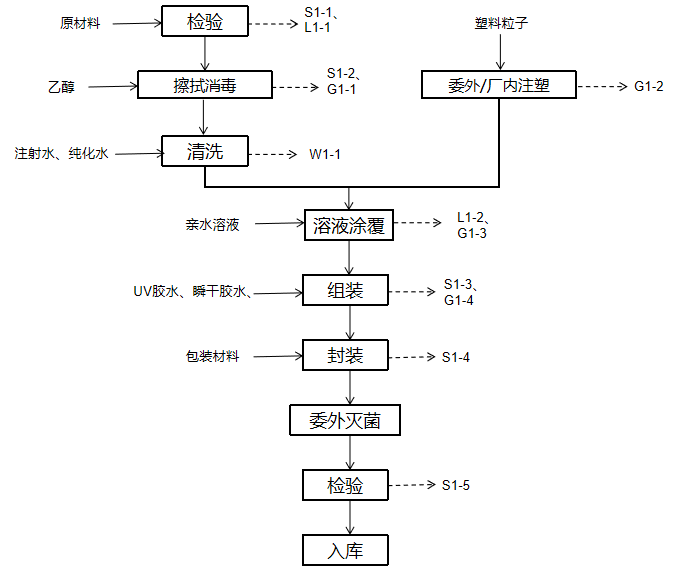 原材料
检验
S1-1、
L1-1
塑料粒子
乙醇
擦拭消毒
S1-2、
G1-1
委外/厂内注塑
G1-2
注射水、纯化水
清洗
W1-1
亲水溶液
溶液涂覆
L1-2、
G1-3
UV胶水、瞬干胶水、
组装
S1-3、
G1-4
包装材料
封装
S1-4
委外灭菌
检验
S1-5
入库